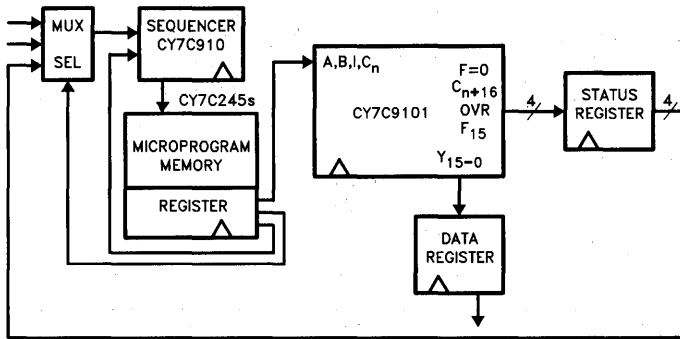 MUX
SEL
SEQUENCER
CY7C910
CY7C245s
MICROPROGRAM
MEMORY
REGISTER
A,B,I,Cn
CY7C9101
F=0
Cn+16
OVR
F15
Y15-0
4
STATUS
REGISTER
4
DATA
REGISTER